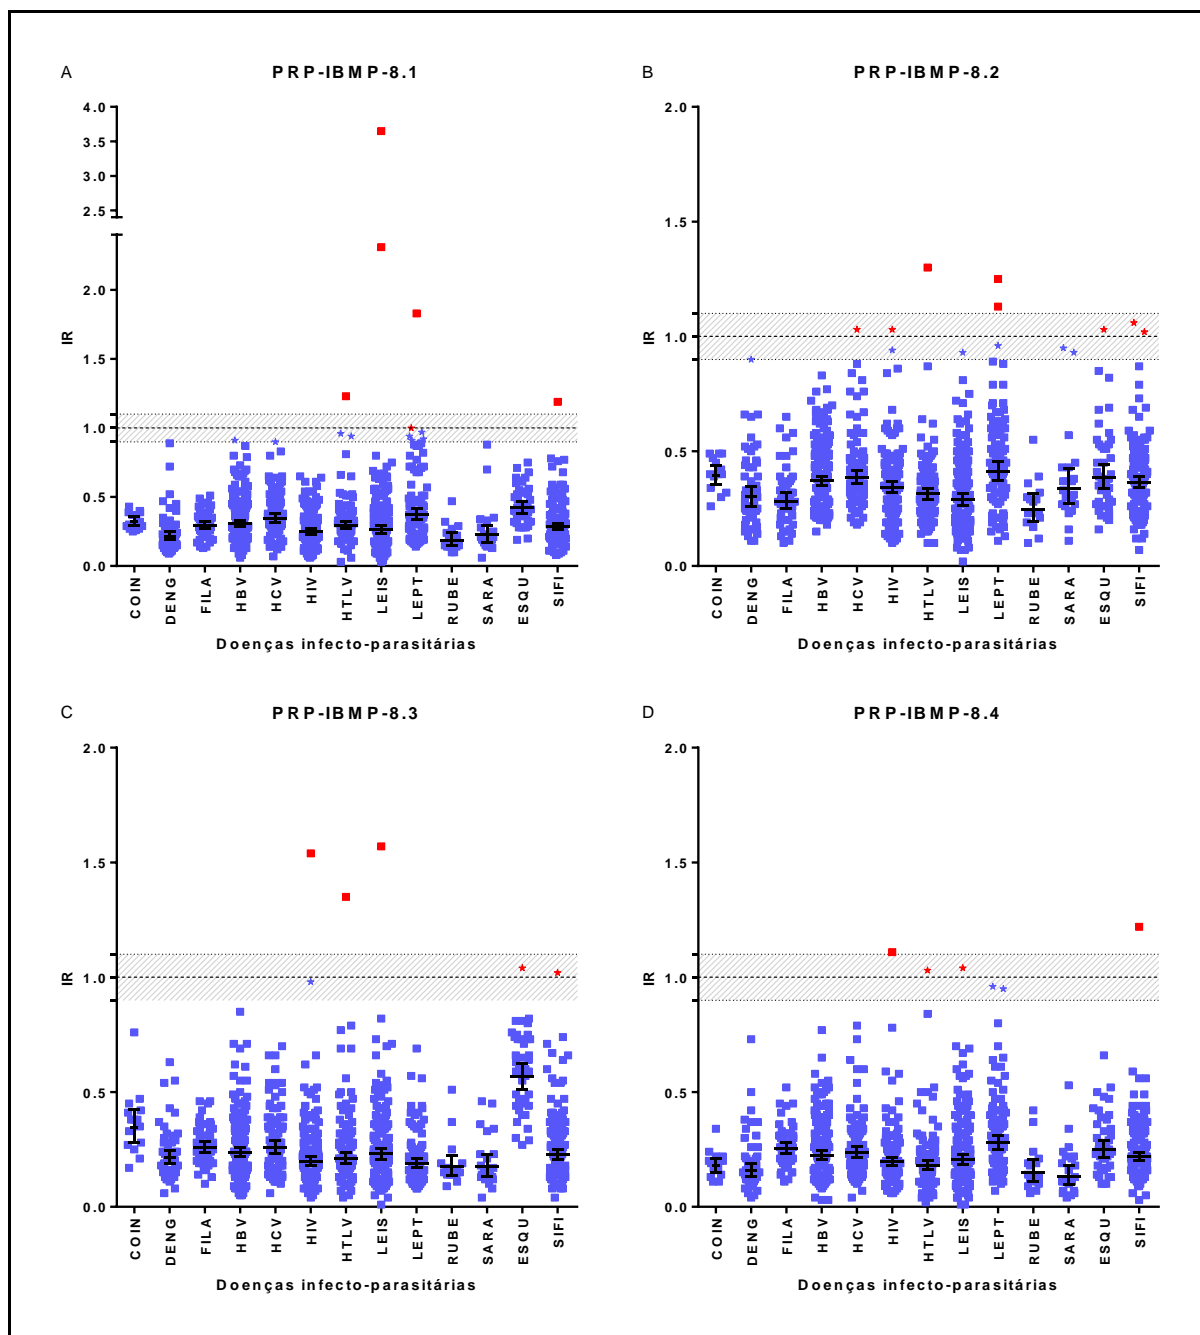 A
PRP-IBMP-8.1
IR
4.0
3.5
3.0
2.5
2.0
1.5
1.0
0.5
0.0
COIN
DENG
FILA
HBV
HCV
HIV
HTLV
LEIS
LEPT
RUBE
SARA
ESQU
SIFI
Doenças infecto-parasitárias
B
PRP-IBMP-8.2
IR
2.0
1.5
1.0
0.5
0.0
COIN
DENG
FILA
HBV
HCV
HIV
HTLV
LEIS
LEPT
RUBE
SARA
ESQU
SIFI
Doenças infecto-parasitárias
C
PRP-IBMP-8.3
IR
2.0
1.5
1.0
0.5
0.0
COIN
DENG
FILA
HBV
HCV
HIV
HTLV
LEIS
LEPT
RUBE
SARA
ESQU
SIFI
Doenças infecto-parasitárias
D
PRP-IBMP-8.4
IR
2.0
1.5
1.0
0.5
0.0
COIN
DENG
FILA
HBV
HCV
HIV
HTLV
LEIS
LEPT
RUBE
SARA
ESQU
SIFI
Doenças infecto-parasitárias